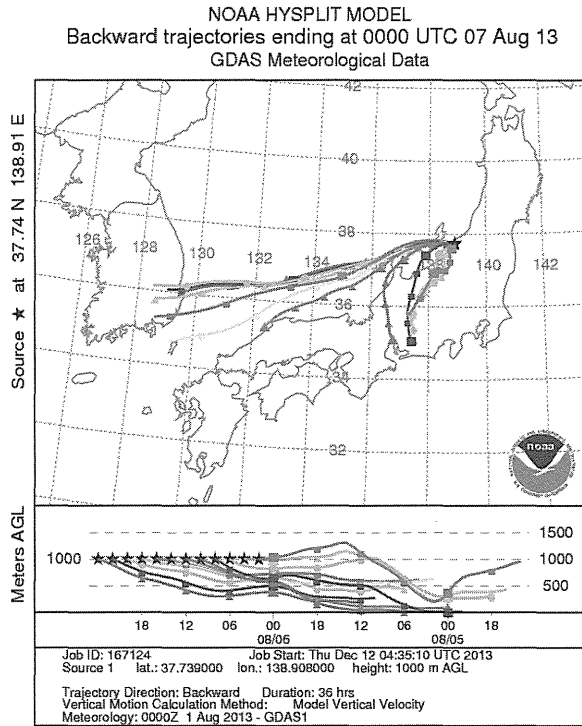 NOAA HYSPLIT MODEL
Backward trajectories ending at 0000 UTC 07 Aug 13
GDAS Meteorological Data
Source ★ at 37.74 N 138.91 E
42
40
38
126
128
130
132
134
140
142
36
34
32
noaa
Meters AGL
1000
1500
1000
500
18 12 06 00 18 12 06 00 18
08/06 08/05
Job ID: 167124 Job Start: Thu Dec 12 04:35:10 UTC 2013
Source 1 lat.: 37.739000 lon.: 138.908000 height: 1000 m AGL
Trajectory Direction: Backward Duration: 36 hrs
Vertical Motion Calculation Method: Model Vertical Velocity
Meteorology: 0000Z 1 Aug 2013 - GDAS1